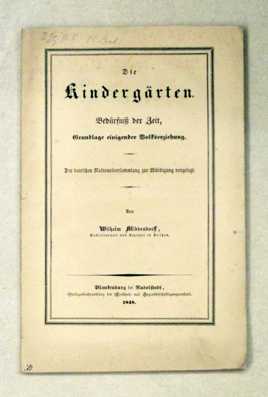 Die
Kindergärten.
Bedürfniß der Zeit,
Grundlage einigender Volkserziehung.
Der deutschen Nationalversammlung zur Würdigung vorgelegt
Von
Wilhelm Middendorff,
Blankenburg bei Rudolstadt,
1848.